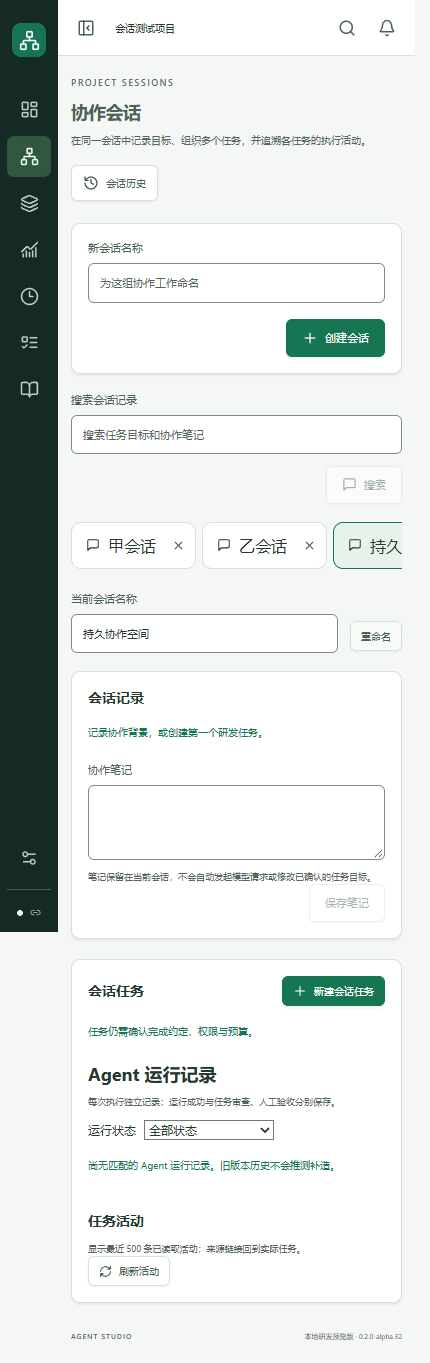 会话测试项目
PROJECT SESSIONS
协作会话
在同一会话中记录目标、组织多个任务，并追溯各任务的执行活动。
会话历史
新会话名称
为这组协作工作命名
创建会话
搜索会话记录
搜索任务目标和协作笔记
搜索
甲会话 乙会话 持久
当前会话名称
持久协作空间 重命名
会话记录
记录协作背景，或创建第一个研发任务。
协作笔记
笔记保留在当前会话，不会自动发起模型请求或修改已确认的任务目标。
保存笔记
会话任务 新建会话任务
任务仍需确认完成约定、权限与预算。
Agent 运行记录
每次执行独立记录；运行成功与任务审查、人工验收分别保存。
运行状态 全部状态
尚无匹配的 Agent 运行记录。旧版本历史不会推测补造。
任务活动
显示最近 500 条已读取活动；来源链接回到实际任务。
刷新活动
AGENT STUDIO 本地研发预览版 · 0.2.0-alpha.32